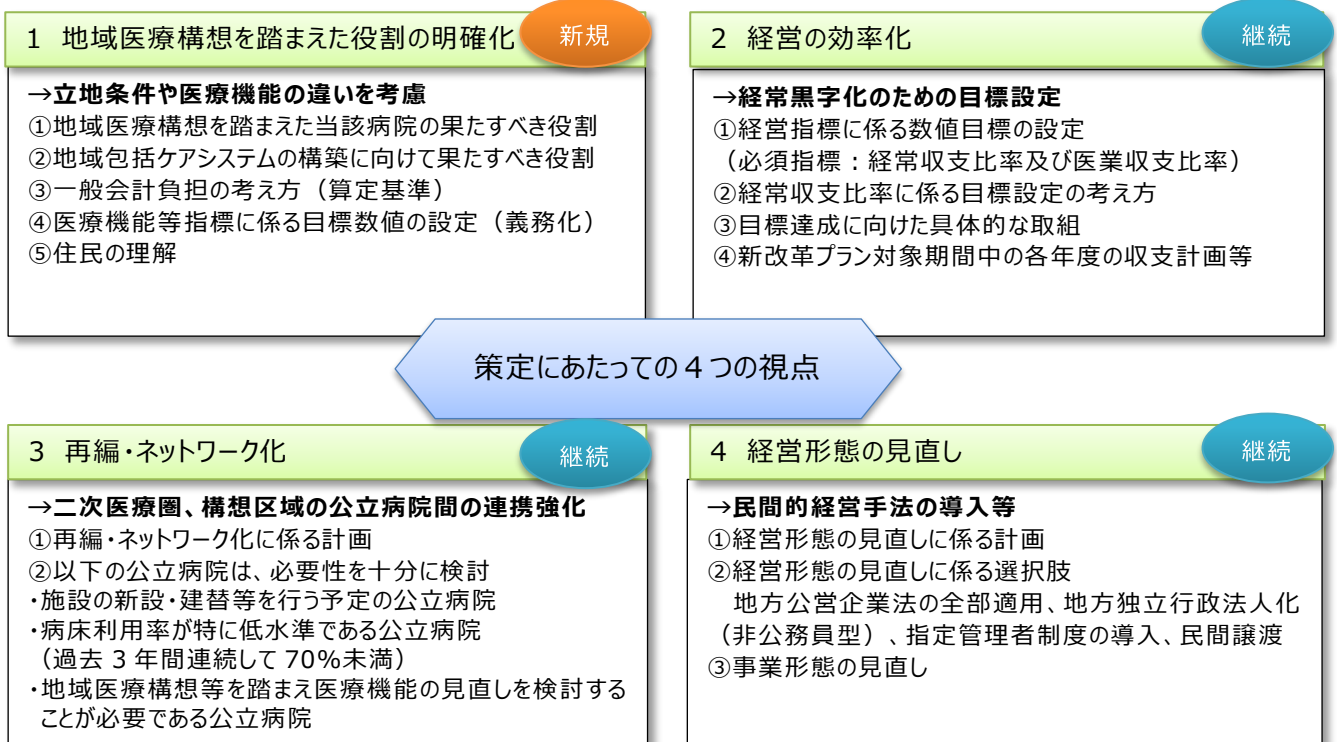 1 地域医療構想を踏まえた役割の明確化
新規
→立地条件や医療機能の違いを考慮
①地域医療構想を踏まえた当該病院の果たすべき役割
②地域包括ケアシステムの構築に向けて果たすべき役割
③一般会計負担の考え方（算定基準）
④医療機能等指標に係る目標数値の設定（義務化）
⑤住民の理解
2 経営の効率化
継続
→経常黒字化のための目標設定
①経営指標に係る数値目標の設定
（必須指標：経常収支比率及び医業収支比率）
②経常収支比率に係る目標設定の考え方
③目標達成に向けた具体的な取組
④新改革プラン対象期間中の各年度の収支計画等
策定にあたっての４つの視点
3 再編・ネットワーク化
継続
→二次医療圏、構想区域の公立病院間の連携強化
①再編・ネットワーク化に係る計画
②以下の公立病院は、必要性を十分に検討
・施設の新設・建替等を行う予定の公立病院
・病床利用率が特に低水準である公立病院
（過去 3 年間連続して 70%未満）
・地域医療構想等を踏まえ医療機能の見直しを検討する
ことが必要である公立病院
4 経営形態の見直し
継続
→民間的経営手法の導入等
①経営形態の見直しに係る計画
②経営形態の見直しに係る選択肢
地方公営企業法の全部適用、地方独立行政法人化
（非公務員型）、指定管理者制度の導入、民間譲渡
③事業形態の見直し